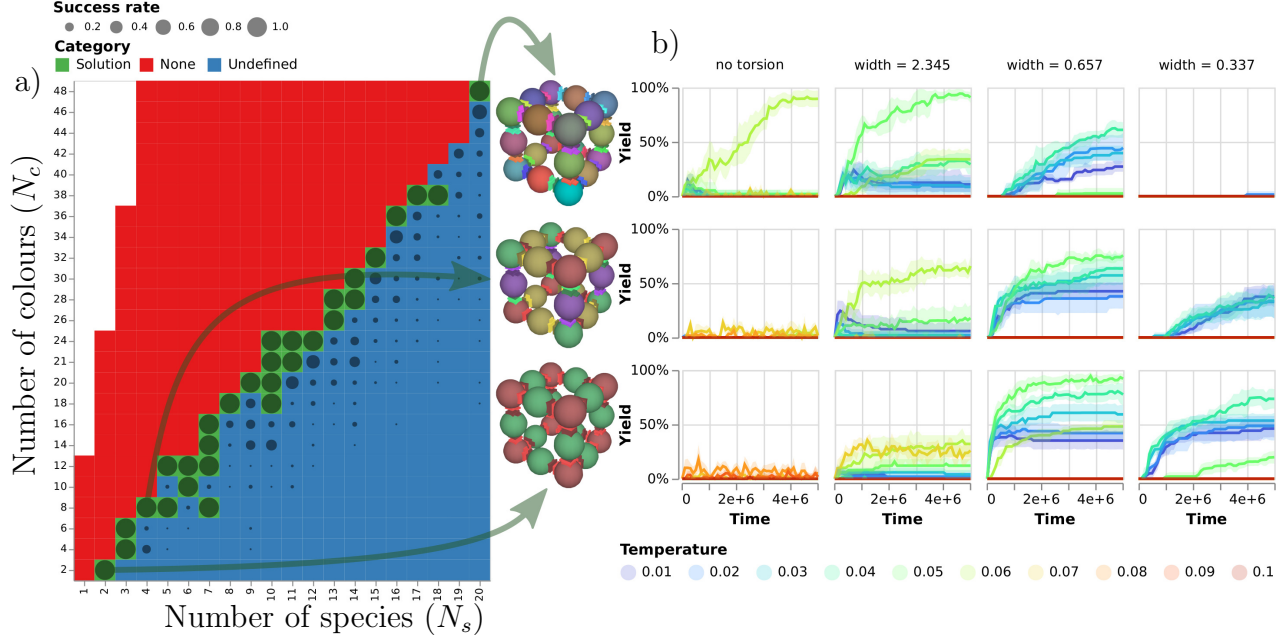 Success rate
0.2 0.4 0.6 0.8 1.0
Category
Solution None Undefined
a)
Number of colours (N_c)
48
46
44
42
40
38
36
34
32
30
28
26
24
21
20
18
16
14
12
10
8
6
4
2
1 2 3 4 5 6 7 8 9 10 11 12 13 14 15 16 17 18 19 20
Number of species (N_s)
b)
no torsion width = 2.345 width = 0.657 width = 0.337
100%
50%
0%
Yield
100%
50%
0%
Yield
100%
50%
0%
Yield
0 2e+6 4e+6 0 2e+6 4e+6 0 2e+6 4e+6 0 2e+6 4e+6
Time Time Time Time
Temperature
0.01 0.02 0.03 0.04 0.05 0.06 0.07 0.08 0.09 0.1